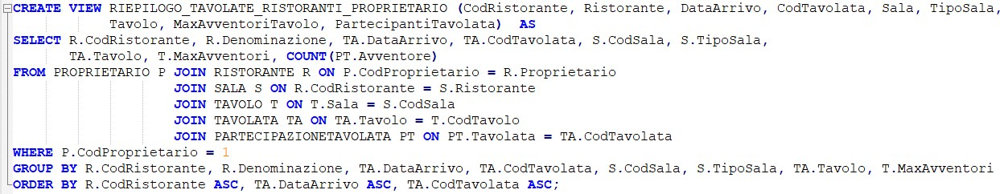 CREATE VIEW RIEPILOGO_TAVOLATE_RISTORANTI_PROPRIETARIO (CodRistorante, Ristorante, DataArrivo, CodTavolata, Sala, TipoSala,
Tavolo, MaxAvventoriTavolo, PartecipantiTavolata)  AS
SELECT R.CodRistorante, R.Denominazione, TA.DataArrivo, TA.CodTavolata, S.CodSala, S.TipoSala,
TA.Tavolo, T.MaxAvventori, COUNT(PT.Avventore)
FROM PROPRIETARIO P JOIN RISTORANTE R ON P.CodProprietario = R.Proprietario
JOIN SALA S ON R.CodRistorante = S.Ristorante
JOIN TAVOLO T ON T.Sala = S.CodSala
JOIN TAVOLATA TA ON TA.Tavolo = T.CodTavolo
JOIN PARTECIPAZIONETAVOLATA PT ON PT.Tavolata = TA.CodTavolata
WHERE P.CodProprietario = 1
GROUP BY R.CodRistorante, R.Denominazione, TA.DataArrivo, TA.CodTavolata, S.CodSala, S.TipoSala, TA.Tavolo, T.MaxAvventori
ORDER BY R.CodRistorante ASC, TA.DataArrivo ASC, TA.CodTavolata ASC;